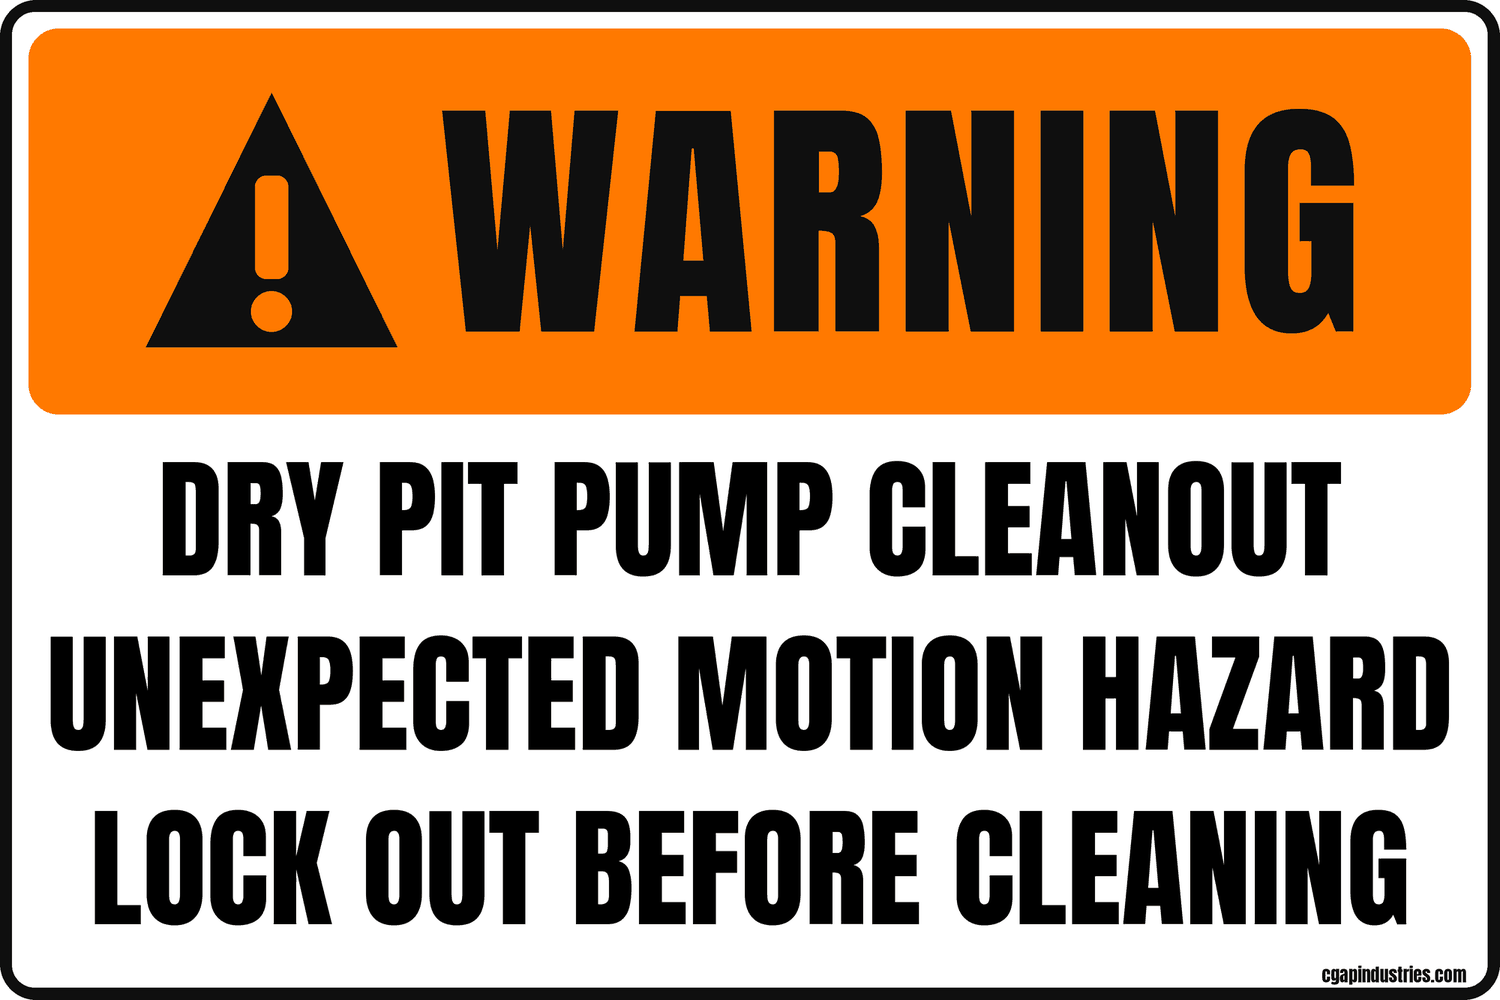 WARNING
DRY PIT PUMP CLEANOUT
UNEXPECTED MOTION HAZARD
LOCK OUT BEFORE CLEANING
cgapindustries.com